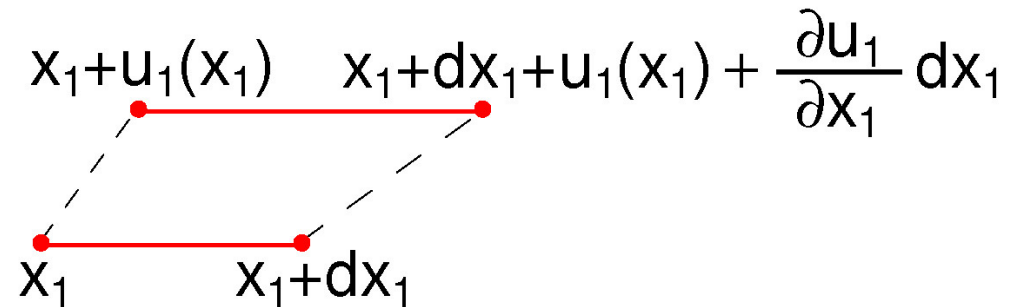 x₁+u₁(x₁)
x₁+dx₁+u₁(x₁) + ∂u₁/∂x₁ dx₁
x₁
x₁+dx₁